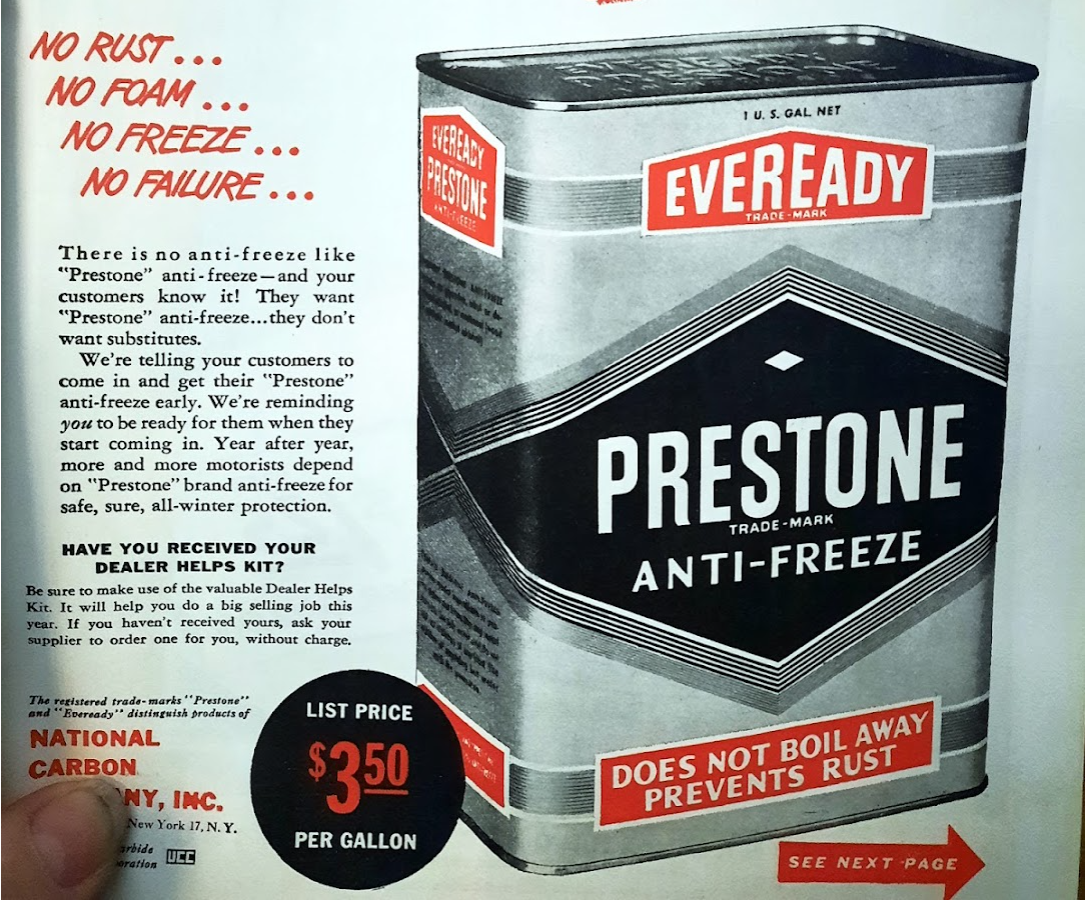 NO RUST...
NO FOAM...
NO FREEZE...
NO FAILURE...
There is no anti-freeze like
"Prestone" anti-freeze—and your
customers know it! They want
"Prestone" anti-freeze...they don't
want substitutes.
We're telling your customers to
come in and get their "Prestone"
anti-freeze early. We're reminding
you to be ready for them when they
start coming in. Year after year,
more and more motorists depend
on "Prestone" brand anti-freeze for
safe, sure, all-winter protection.
HAVE YOU RECEIVED YOUR
DEALER HELPS KIT?
Be sure to make use of the valuable Dealer Helps
Kit. It will help you do a big selling job this
year. If you haven't received yours, ask your
supplier to order one for you, without charge.
The registered trade-marks "Prestone"
and "Eveready" distinguish products of
NATIONAL
CARBON
NY, INC.
New York 17, N. Y.
arbide
oration UCC
LIST PRICE
$3.50
PER GALLON
EVEREADY
PRESTONE
ANTI-FREEZE
1 U. S. GAL. NET
EVEREADY
TRADE-MARK
PRESTONE
TRADE-MARK
ANTI-FREEZE
DOES NOT BOIL AWAY
PREVENTS RUST
SEE NEXT PAGE